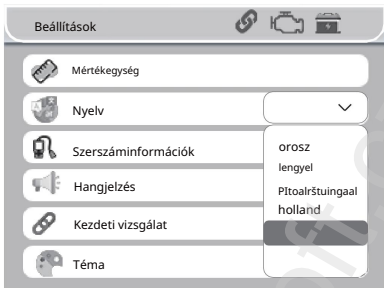 Beállítások
Mértékegység
Nyelv
Szerszáminformációk
orosz
lengyel
Hangjelzés
holland
Kezdeti vizsgálat
Téma